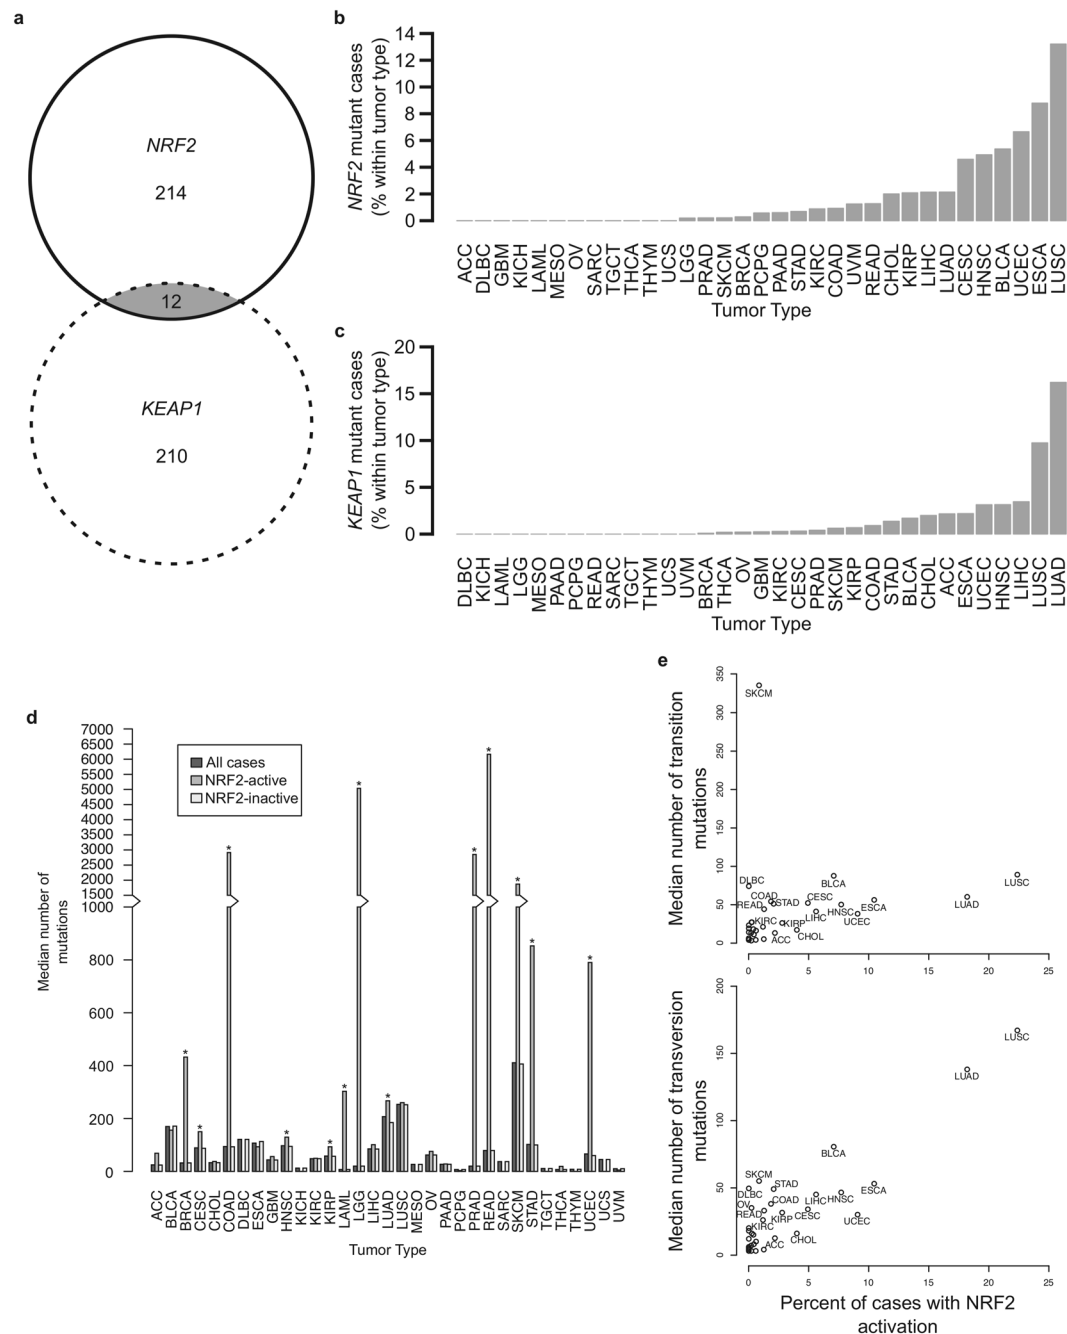 a
NRF2
214
12
KEAP1
210
b
NRF2 mutant cases
(% within tumor type)
14
12
10
8
6
4
2
0
ACC
DLBC
GBM
KICH
LAML
MESO
OV
SARC
TGCT
THCA
THYM
UCS
LGG
PRAD
SKCM
BRCA
PCPG
PAAD
STAD
KIRC
COAD
UVM
READ
CHOL
KIRP
LIHC
LUAD
CESC
HNSC
BLCA
UCEC
ESCA
LUSC
Tumor Type
c
KEAP1 mutant cases
(% within tumor type)
20
15
10
5
0
DLBC
KICH
LAML
LGG
MESO
PAAD
PCPG
READ
SARC
TGCT
THYM
UCS
UVM
BRCA
THCA
OV
GBM
KIRC
CESC
PRAD
SKCM
KIRP
COAD
STAD
BLCA
CHOL
ACC
ESCA
UCEC
HNSC
LIHC
LUSC
LUAD
Tumor Type
d
Median number of
mutations
7000
6500
6000
5500
5000
4500
4000
3500
3000
2500
2000
1500
1000
800
600
400
200
0
All cases
NRF2-active
NRF2-inactive
* * * * * * * * * * * * * *
ACC
BLCA
BRCA
CESC
CHOL
COAD
DLBC
ESCA
GBM
HNSC
KICH
KIRC
KIRP
LAML
LGG
LIHC
LUAD
LUSC
MESO
OV
PAAD
PCPG
PRAD
READ
SARC
SKCM
STAD
TGCT
THCA
THYM
UCEC
UCS
UVM
Tumor Type
e
Median number of transition
mutations
350
300
250
200
150
100
50
0
SKCM
DLBC
BLCA
LUSC
COAD
STAD
CESC
LUAD
READ
HNSC
ESCA
LIHC
UCEC
KIRC
KIRP
ACC
CHOL
0 5 10 15 20 25
Median number of transversion
mutations
200
150
100
50
0
LUSC
LUAD
BLCA
SKCM
STAD
DLBC
ESCA
OV
COAD
LIHC
HNSC
READ
KIRP
CESC
UCEC
KIRC
ACC
CHOL
0 5 10 15 20 25
Percent of cases with NRF2
activation